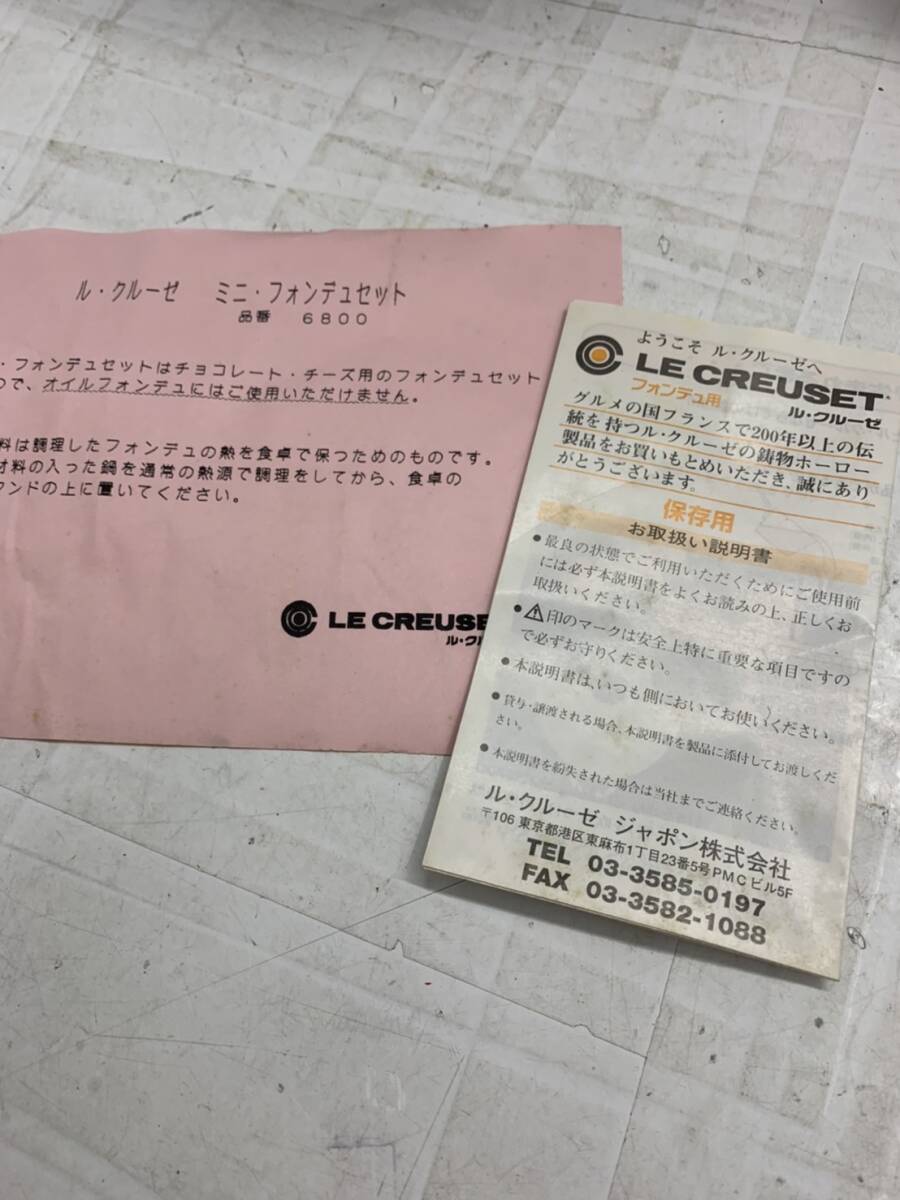 ル・クルーゼ ミニ・フォンデュセット
品番 6800
・フォンデュセットはチョコレート・チーズ用のフォンデュセット
で、オイルフォンデュにはご使用いただけません。
料は調理したフォンデュの熱を食卓で保つためのものです。
材料の入った鍋を通常の熱源で調理をしてから、食卓の
ンドの上に置いてください。
LE CREUSE
ル・ク
ようこそ ル・クルーゼへ
LE CREUSET
フォンデュ用
ル・クルーゼ
グルメの国フランスで200年以上の伝
統を持つル・クルーゼの鋳物ホーロー
製品をお買いもとめいただき、誠にあり
がとうございます。
保存用
お取扱い説明書
●最良の状態でご利用いただくためにご使用前
には必ず本説明書をよくお読みの上、正しくお
取扱いください。
●⚠印のマークは安全上特に重要な項目ですの
で必ずお守りください。
●本説明書は、いつも側においてお使いください。
●貸与・譲渡される場合、本説明書を製品に添付してお渡しくだ
さい。
●本説明書を紛失された場合は当社までご連絡ください。
ル・クルーゼ ジャポン株式会社
〒106 東京都港区東麻布1丁目23番5号PMCビル5F
TEL 03-3585-0197
FAX 03-3582-1088